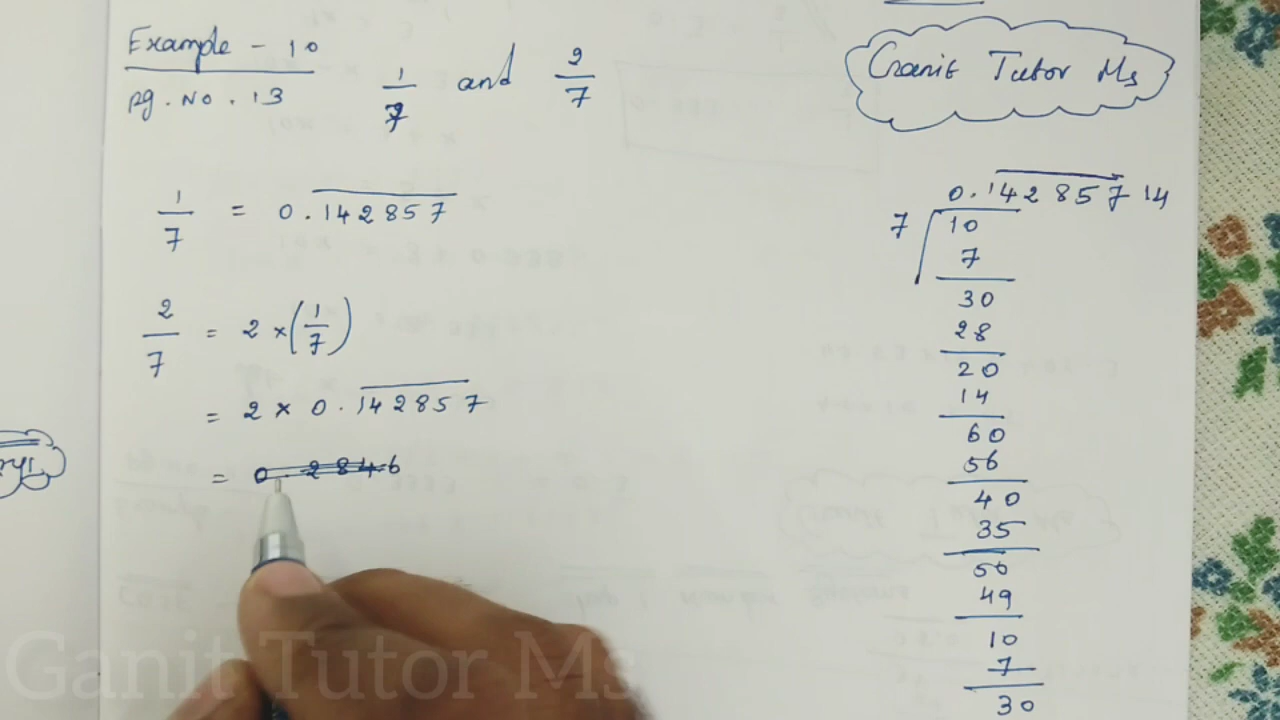 Example - 10
pg. No. 13
1/7 and 2/7
Ganit Tutor Ms
1/7 = 0.142857
2/7 = 2 × (1/7)
= 2 × 0.142857
= 0.2846
0.142857 14
7
10
7
30
28
20
14
60
56
40
35
50
49
10
7
30
Ganit Tutor Ms